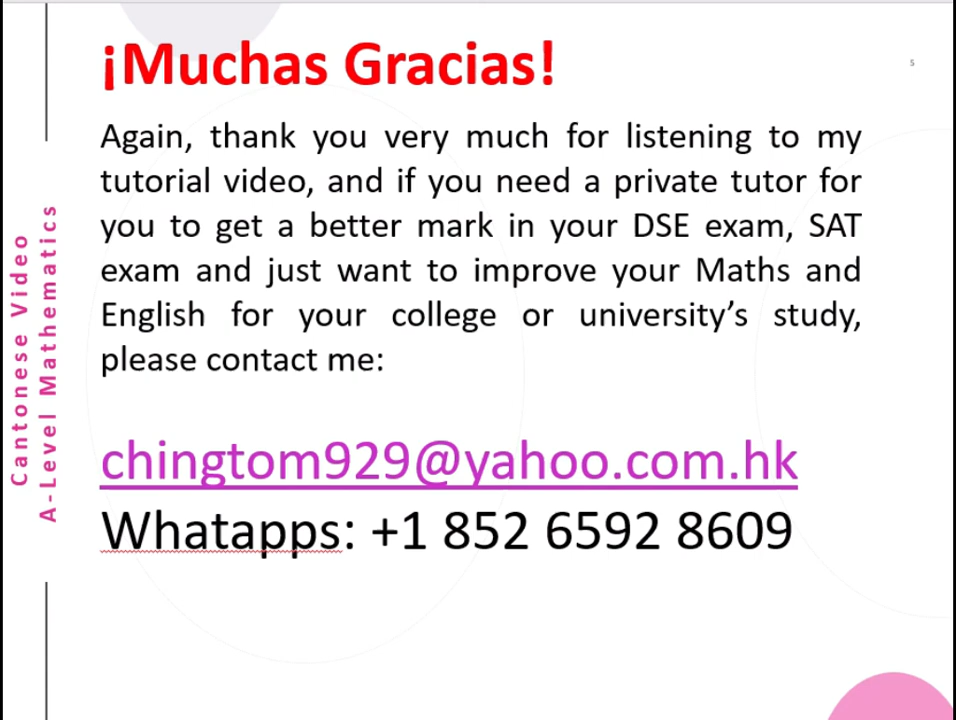 ¡Muchas Gracias!
5
Again, thank you very much for listening to my
tutorial video, and if you need a private tutor for
you to get a better mark in your DSE exam, SAT
exam and just want to improve your Maths and
English for your college or university’s study,
please contact me:
chingtom929@yahoo.com.hk
Whatapps: +1 852 6592 8609
Cantonese Video
A-Level Mathematics